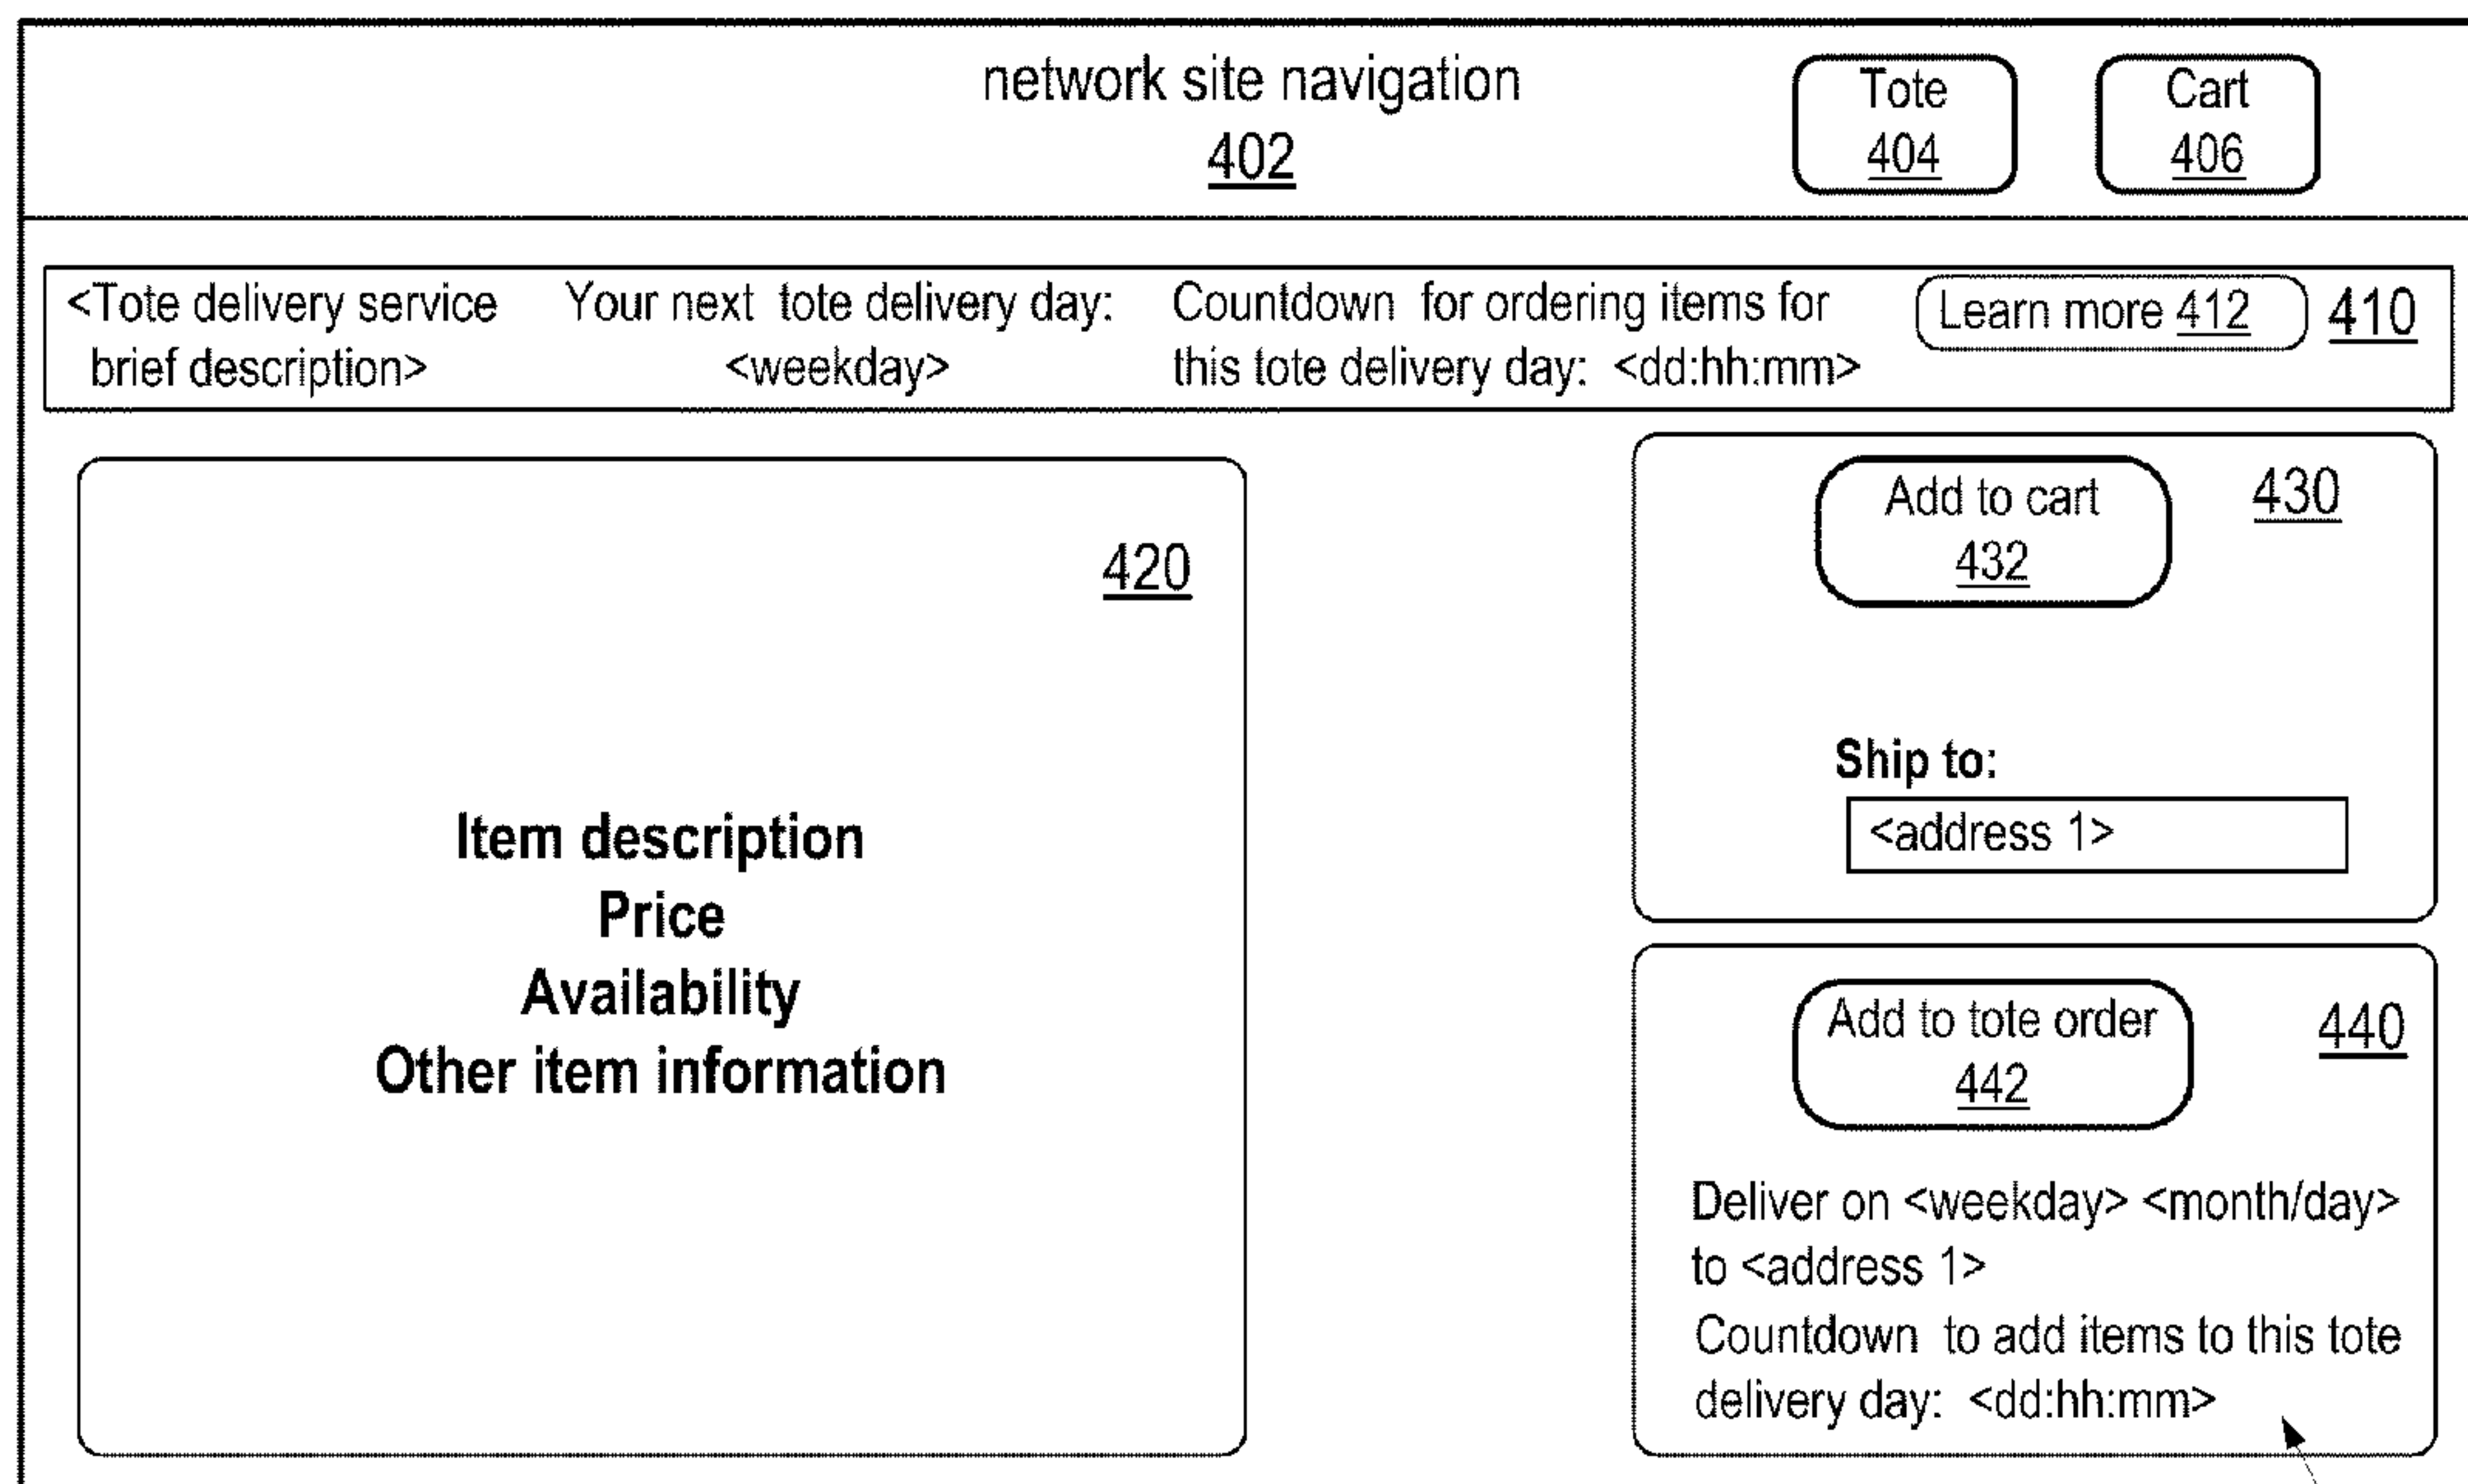 network site navigation
402
Tote
404
Cart
406
<Tote delivery service
brief description>
Your next tote delivery day:
<weekday>
Countdown for ordering items for
this tote delivery day: <dd:hh:mm>
Learn more 412
410
420
Item description
Price
Availability
Other item information
Add to cart
432
430
Ship to:
<address 1>
Add to tote order
442
440
Deliver on <weekday> <month/day>
to <address 1>
Countdown to add items to this tote
delivery day: <dd:hh:mm>